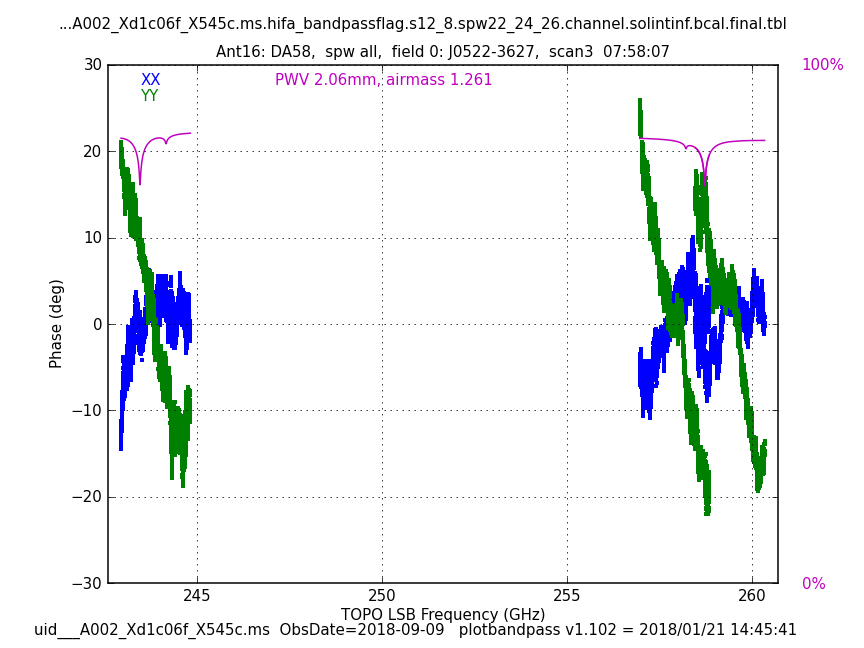 ...A002_Xd1c06f_X545c.ms.hifa_bandpassflag.s12_8.spw22_24_26.channel.solintinf.bcal.final.tbl
Ant16: DA58,  spw all,  field 0: J0522-3627,  scan3  07:58:07
30 100%
XX PWV 2.06mm, airmass 1.261
YY
20
10
0
−10
−20
−30 0%
Phase (deg)
245 250 255 260
TOPO LSB Frequency (GHz)
uid___A002_Xd1c06f_X545c.ms  ObsDate=2018-09-09   plotbandpass v1.102 = 2018/01/21 14:45:41